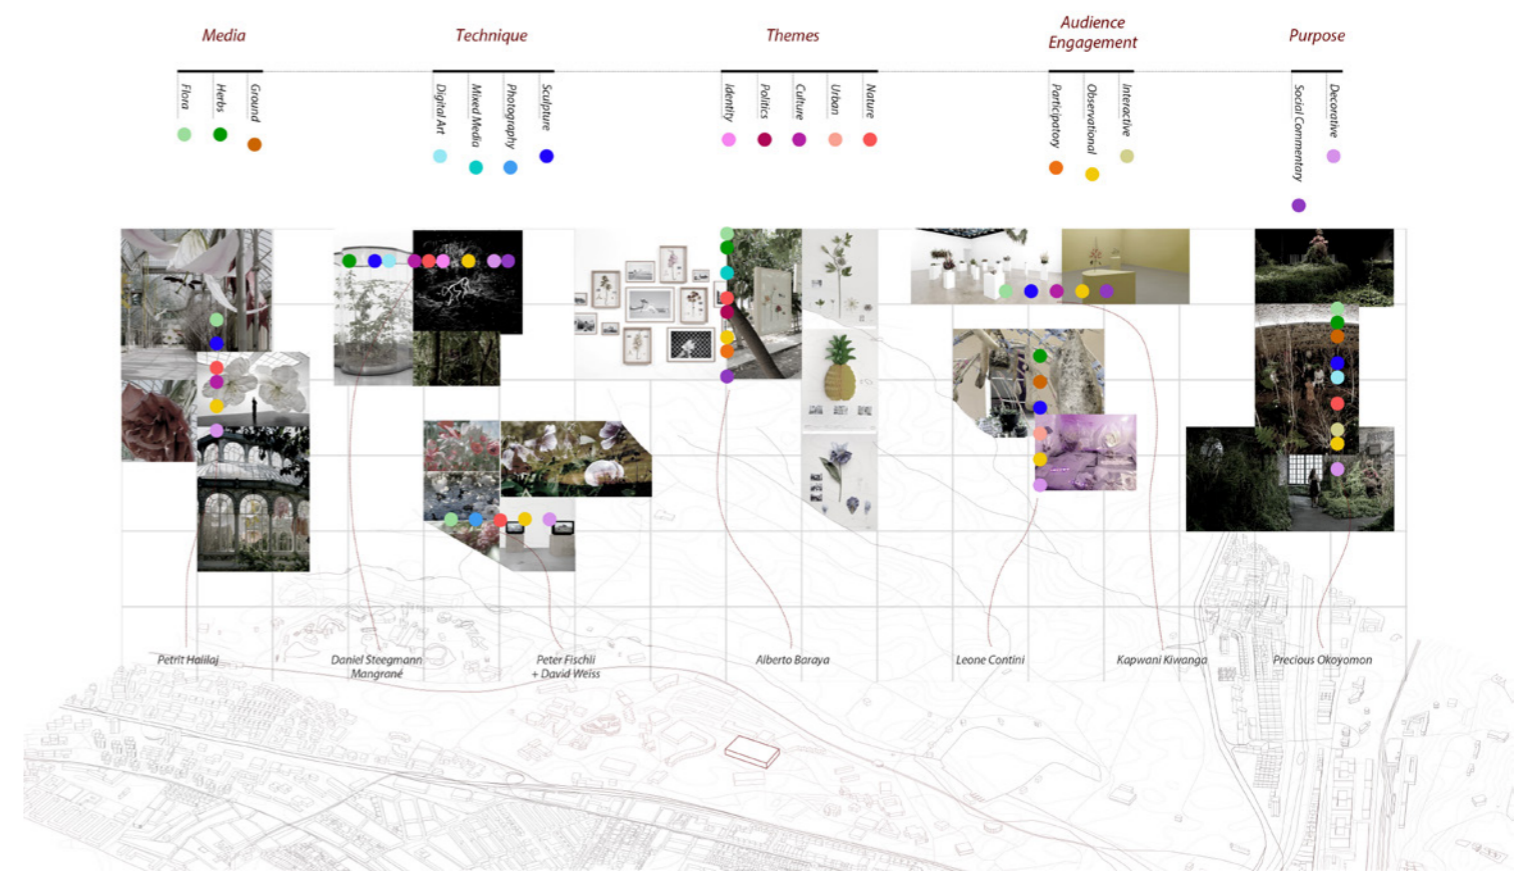 Media
Technique
Themes
Audience
Engagement
Purpose
Flora
Herbs
Ground
Digital Art
Mixed Media
Photography
Sculpture
Identity
Politics
Culture
Urban
Nature
Participatory
Observational
Interactive
Social Commentary
Decorative
Petrit Halilaj
Daniel Steegmann
Mangrané
Peter Fischli
+ David Weiss
Alberto Baraya
Leone Contini
Kapwani Kiwanga
Precious Okoyomon